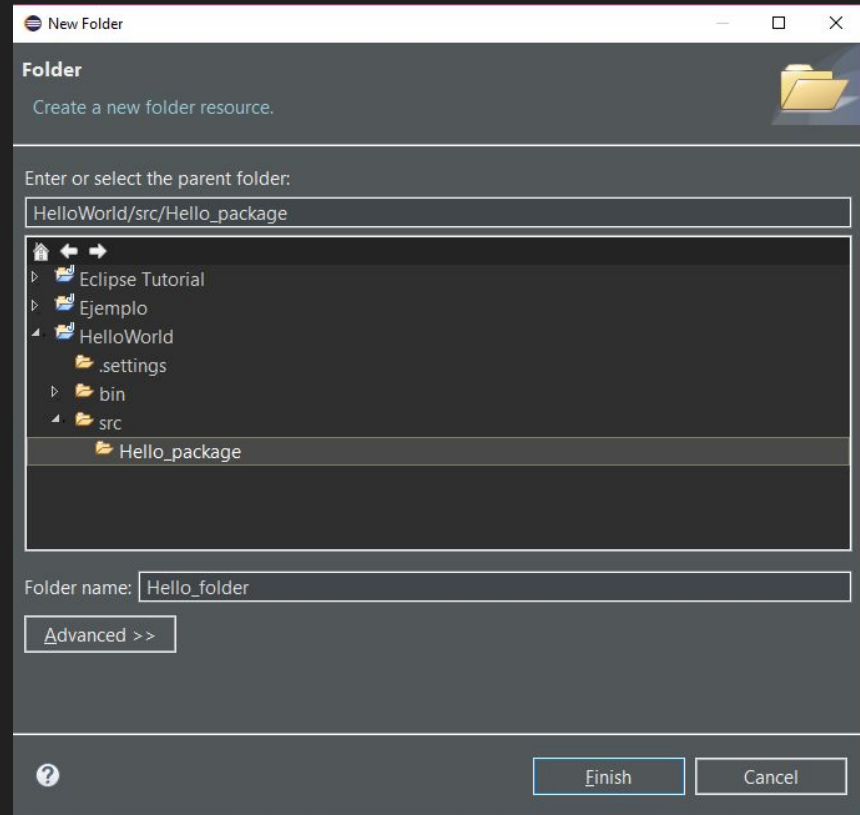 New Folder
Folder
Create a new folder resource.
Enter or select the parent folder:
HelloWorld/src/Hello_package
Eclipse Tutorial
Ejemplo
HelloWorld
.settings
bin
src
Hello_package
Folder name: Hello_folder
Advanced >>
? Finish Cancel